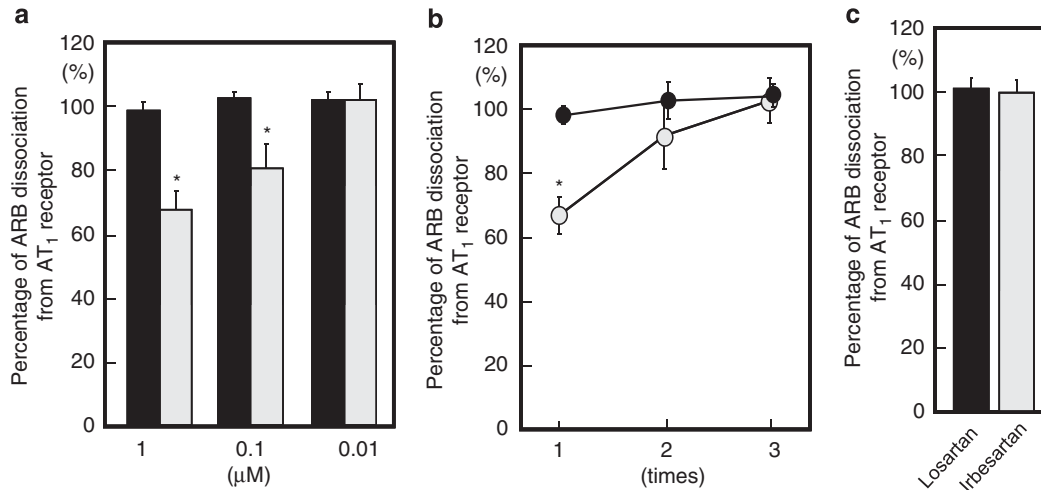 a
120
(%)
100
80
60
40
20
0
Percentage of ARB dissociation
from AT1 receptor
*
*
1
0.1
0.01
(μM)
b
120
(%)
100
80
60
40
20
0
Percentage of ARB dissociation
from AT1 receptor
*
1
2
3
(times)
c
120
(%)
100
80
60
40
20
0
Percentage of ARB dissociation
from AT1 receptor
Losartan
Irbesartan